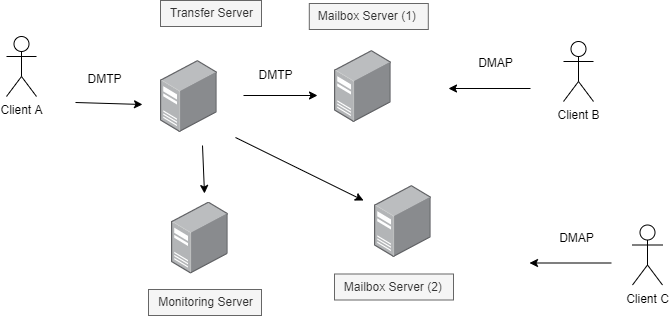 Transfer Server
Mailbox Server (1)
DMTP
DMTP
DMAP
Client A
Client B
DMAP
Mailbox Server (2)
Monitoring Server
Client C